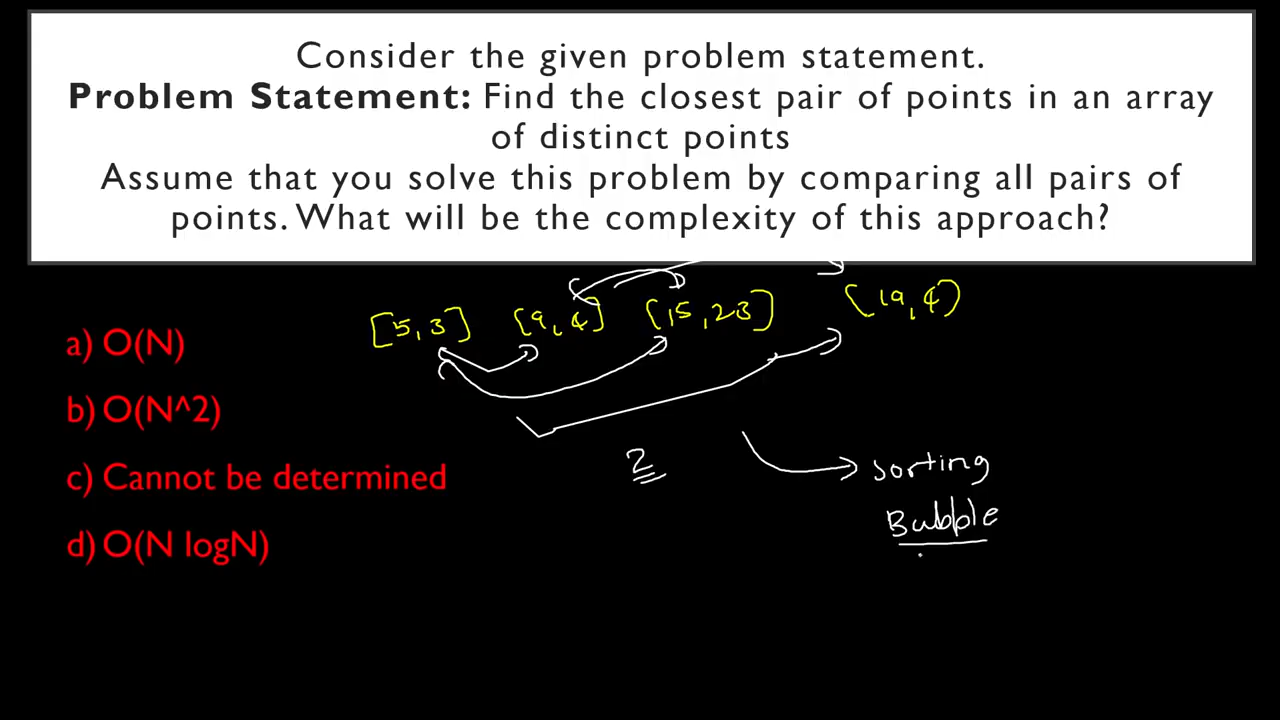 Consider the given problem statement.
Problem Statement: Find the closest pair of points in an array
of distinct points
Assume that you solve this problem by comparing all pairs of
points. What will be the complexity of this approach?
[5,3] [9,4] [15,23] [19,4)
a) O(N)
b) O(N^2)
2
sorting
c) Cannot be determined
Bubble
d) O(N logN)